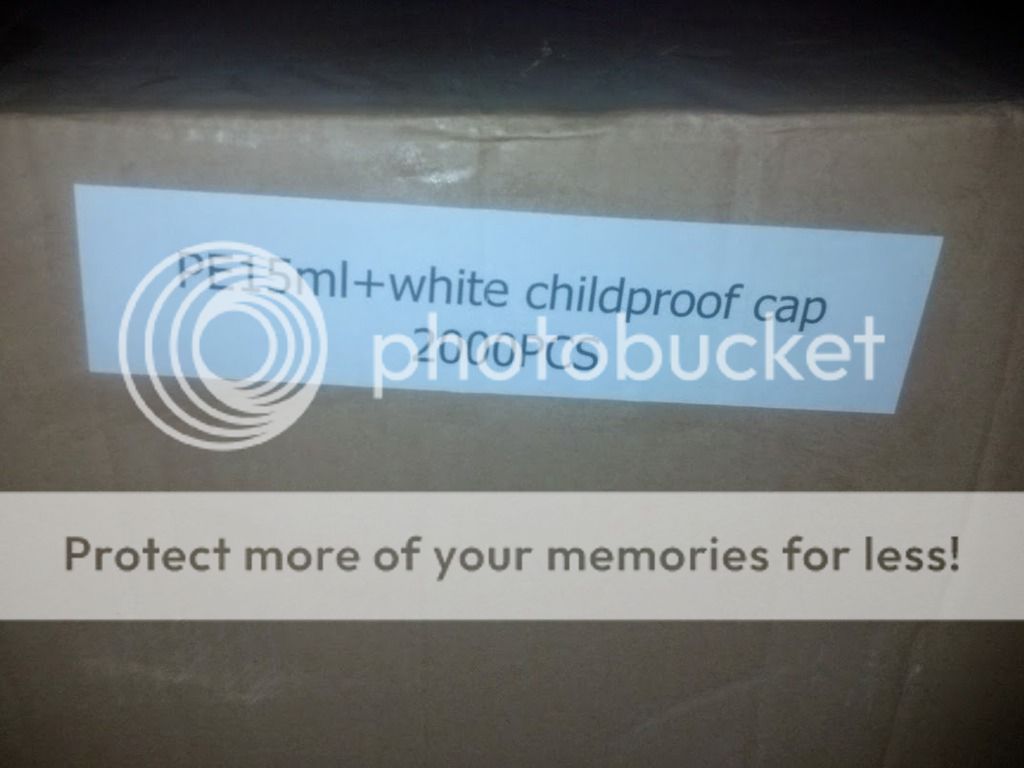 PE15ml+white childproof cap
2000PCS
photobucket
Protect more of your memories for less!